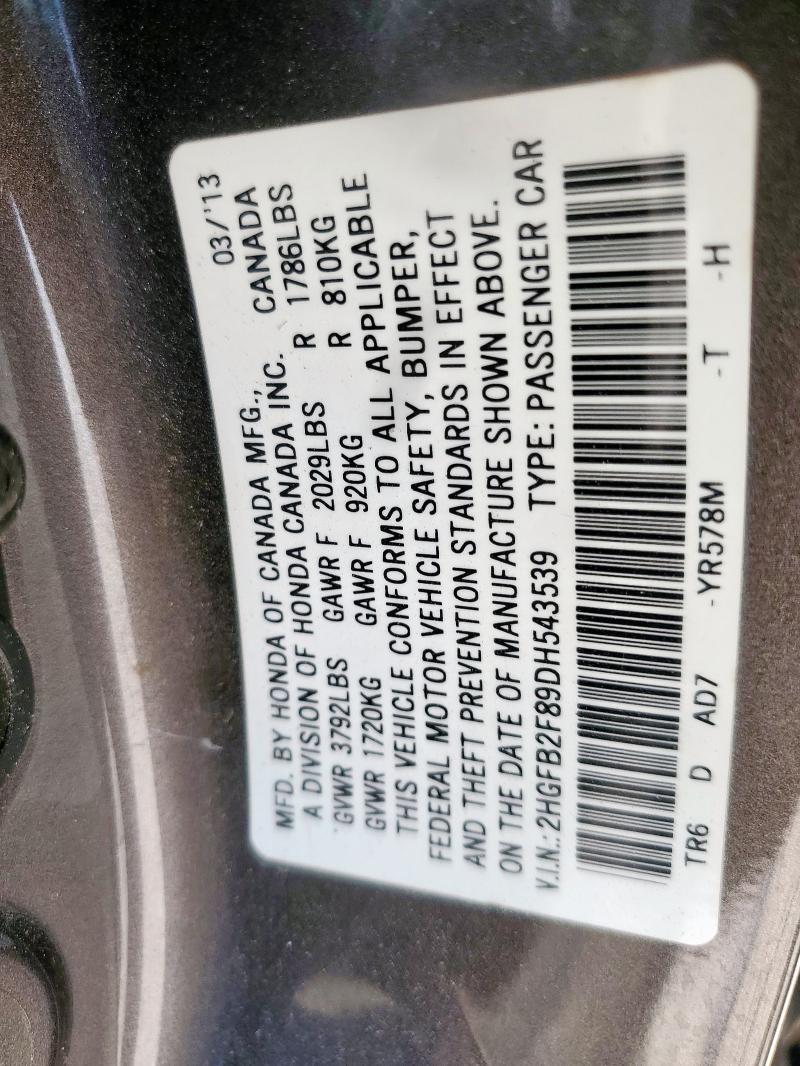 03/'13
MFD. BY HONDA OF CANADA MFG., CANADA
A DIVISION OF HONDA CANADA INC.
GVWR 3792LBS GAWR F 2029LBS R 1786LBS
GVWR 1720KG GAWR F 920KG R 810KG
THIS VEHICLE CONFORMS TO ALL APPLICABLE
FEDERAL MOTOR VEHICLE SAFETY, BUMPER,
AND THEFT PREVENTION STANDARDS IN EFFECT
ON THE DATE OF MANUFACTURE SHOWN ABOVE.
V.I.N.: 2HGFB2F89DH543539 TYPE: PASSENGER CAR
TR6 D AD7 -YR578M -T -H